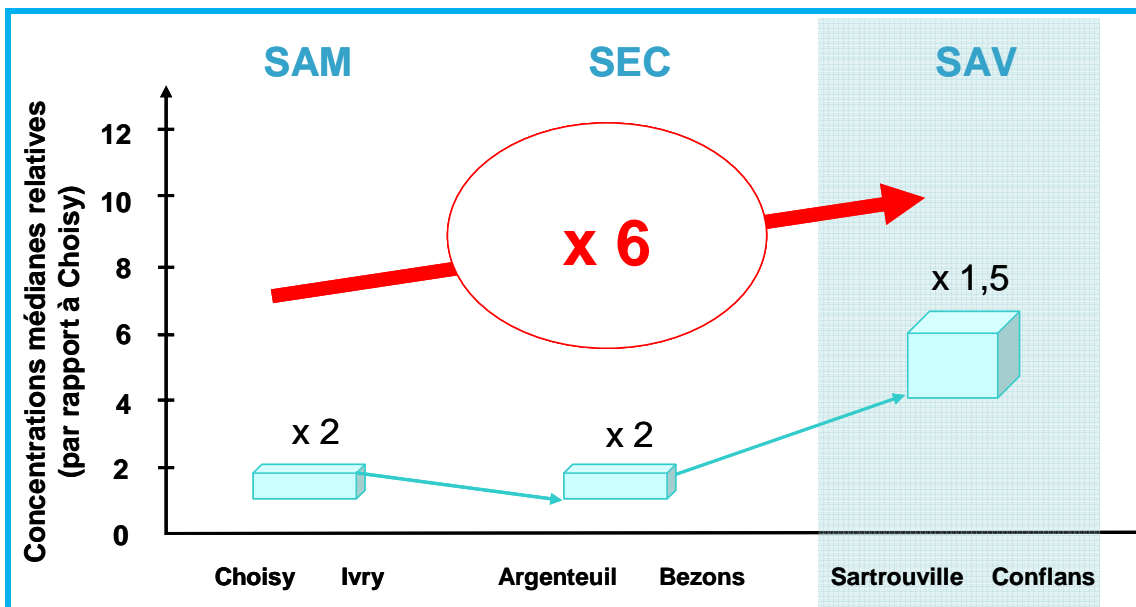 SAM SEC SAV
Concentrations médianes relatives
(par rapport à Choisy)
12
10
8
6
4
2
0
x 6
x 1,5
x 2
x 2
Choisy Ivry Argenteuil Bezons Sartrouville Conflans